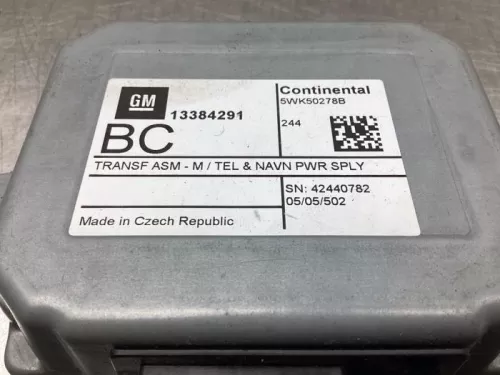 GM
13384291
BC
Continental
5WK50278B
244
TRANSF ASM - M / TEL & NAVN PWR SPLY
SN: 42440782
05/05/502
Made in Czech Republic